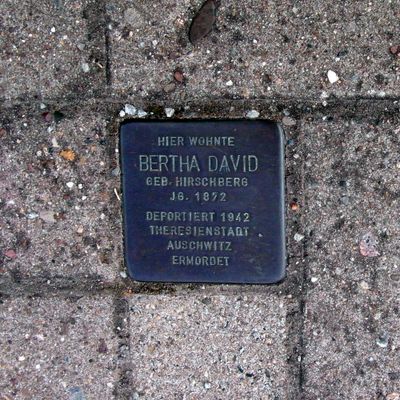 HIER WOHNTE
BERTHA DAVID
GEB. HIRSCHBERG
JG. 1872
DEPORTIERT 1942
THERESIENSTADT
AUSCHWITZ
ERMORDET